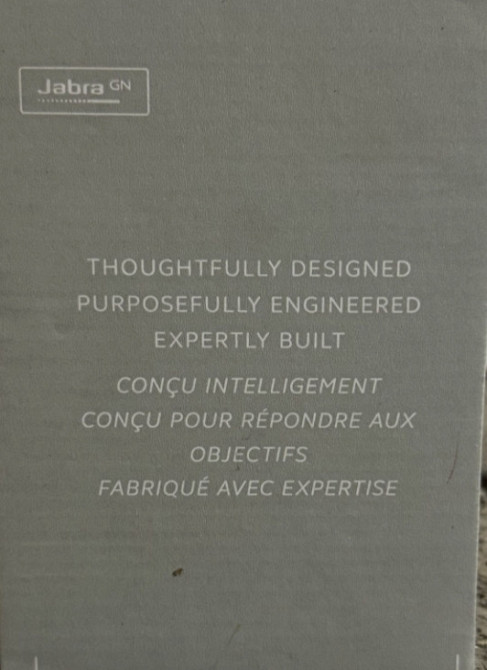 Jabra GN
THOUGHTFULLY DESIGNED
PURPOSEFULLY ENGINEERED
EXPERTLY BUILT
CONÇU INTELLIGEMENT
CONÇU POUR RÉPONDRE AUX
OBJECTIFS
FABRIQUÉ AVEC EXPERTISE